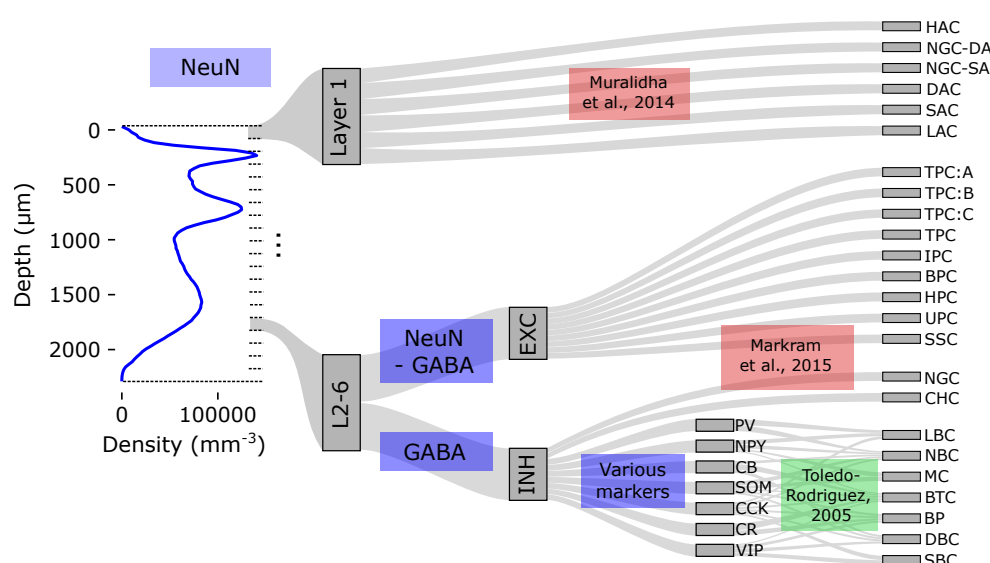 NeuN
0
500
1000
1500
2000
Depth (μm)
0
100000
Density (mm⁻³)
...
Layer 1
L2-6
NeuN
- GABA
GABA
EXC
INH
Muralidha
et al., 2014
Markram
et al., 2015
Various
markers
Toledo-
Rodriguez,
2005
HAC
NGC-DA
NGC-SA
DAC
SAC
LAC
TPC:A
TPC:B
TPC:C
TPC
IPC
BPC
HPC
UPC
SSC
NGC
CHC
PV
NPY
CB
SOM
CCK
CR
VIP
LBC
NBC
MC
BTC
BP
DBC
SBC